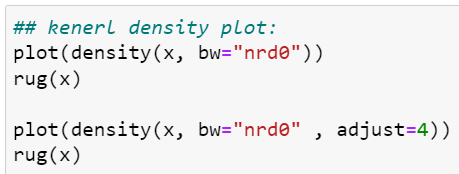 ## kenerl density plot:
plot(density(x, bw="nrd0"))
rug(x)
plot(density(x, bw="nrd0" , adjust=4))
rug(x)